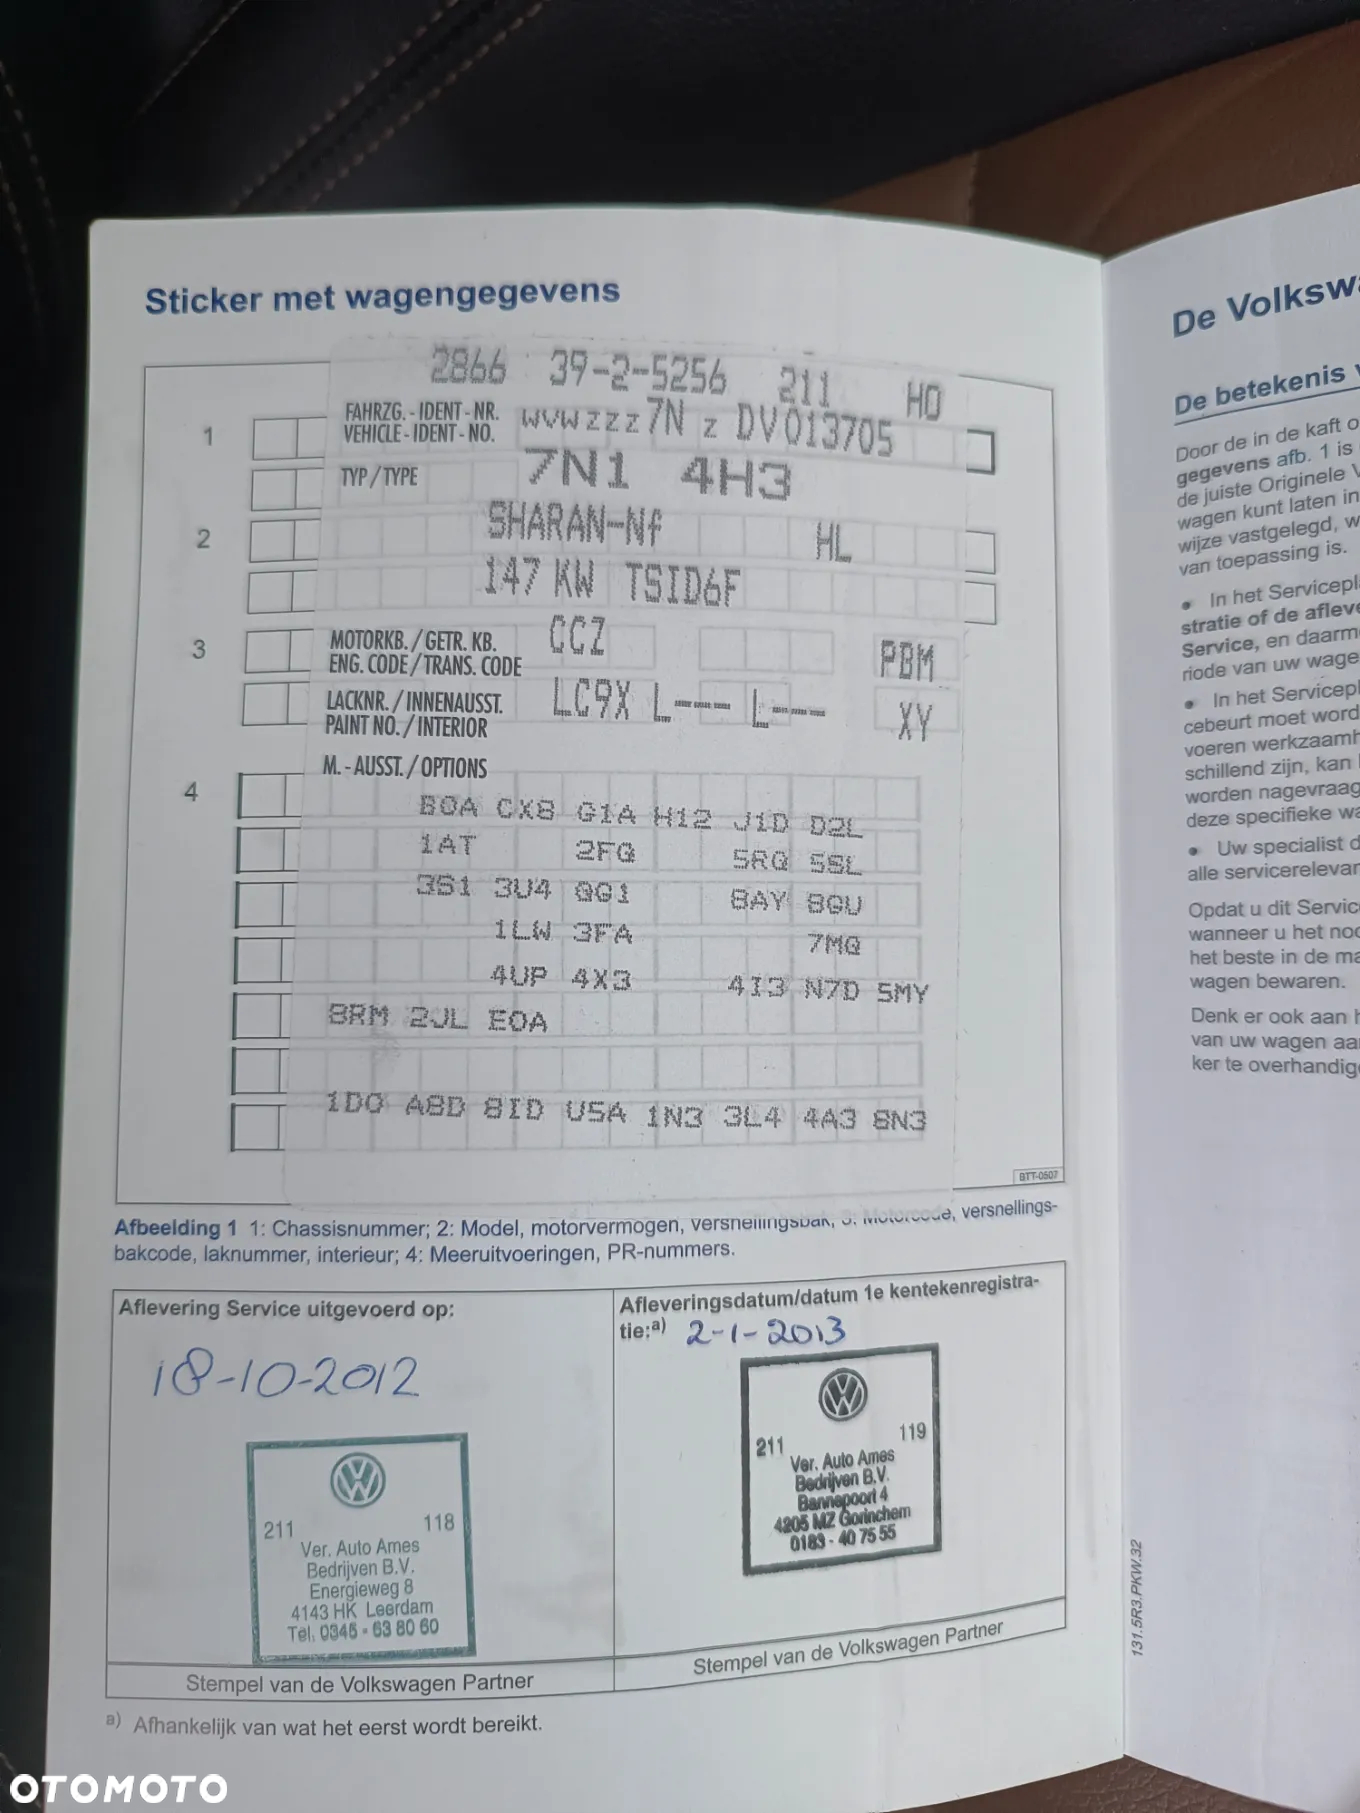 Sticker met wagengegevens
2866 39-2-5256 211 HO
1 FAHRZG.-IDENT-NR. WVWZZZ7N Z DV013705
VEHICLE-IDENT-NO.
TYP/TYPE 7N1 4H3
2 SHARAN-Nf HL
147 KW TSID6F
3 MOTORKB./GETR. KB. CCZ PBM
ENG. CODE/TRANS. CODE
LACKNR./INNENAUSST. LC9X L--- L--- XY
PAINT NO./INTERIOR
M.-AUSST./OPTIONS
4
B0A CX8 G1A H12 J1D D2L
1AT 2FQ 5RQ 5SL
3S1 3U4 QG1 8AY 8QU
1LW 3FA 7MG
4UP 4X3 4I3 N7D 5MY
8RM 2JL E0A
1D0 A8D 8ID U5A 1N3 3L4 4A3 8N3
BTT-0507
Afbeelding 1 1: Chassisnummer; 2: Model, motorvermogen, versnellingsbak; 3: Motorcode, versnellings-
bakcode, laknummer, interieur; 4: Meeruitvoeringen, PR-nummers.
Aflevering Service uitgevoerd op:
18-10-2012
VW
211 118
Ver. Auto Ames
Bedrijven B.V.
Energieweg 8
4143 HK Leerdam
Tel. 0345 - 63 80 60
Stempel van de Volkswagen Partner
Afleveringsdatum/datum 1e kentekenregistra-
tie:a) 2-1-2013
VW
211 119
Ver. Auto Ames
Bedrijven B.V.
Bannepoort 4
4205 MZ Gorinchem
0183 - 40 75 55
Stempel van de Volkswagen Partner
a) Afhankelijk van wat het eerst wordt bereikt.
131.5R3.PKW.32
De Volksw
De betekenis v
Door de in de kaft o
gegevens afb. 1 is
de juiste Originele V
wagen kunt laten in
wijze vastgelegd, w
van toepassing is.
• In het Servicepl
stratie of de afleve
Service, en daarm
riode van uw wage
• In het Servicepl
cebeurt moet word
voeren werkzaamh
schillend zijn, kan
worden nagevraag
deze specifieke wa
• Uw specialist d
alle servicerelevan
Opdat u dit Servic
wanneer u het noo
het beste in de ma
wagen bewaren.
Denk er ook aan h
van uw wagen aa
ker te overhandig
OTOMOTO